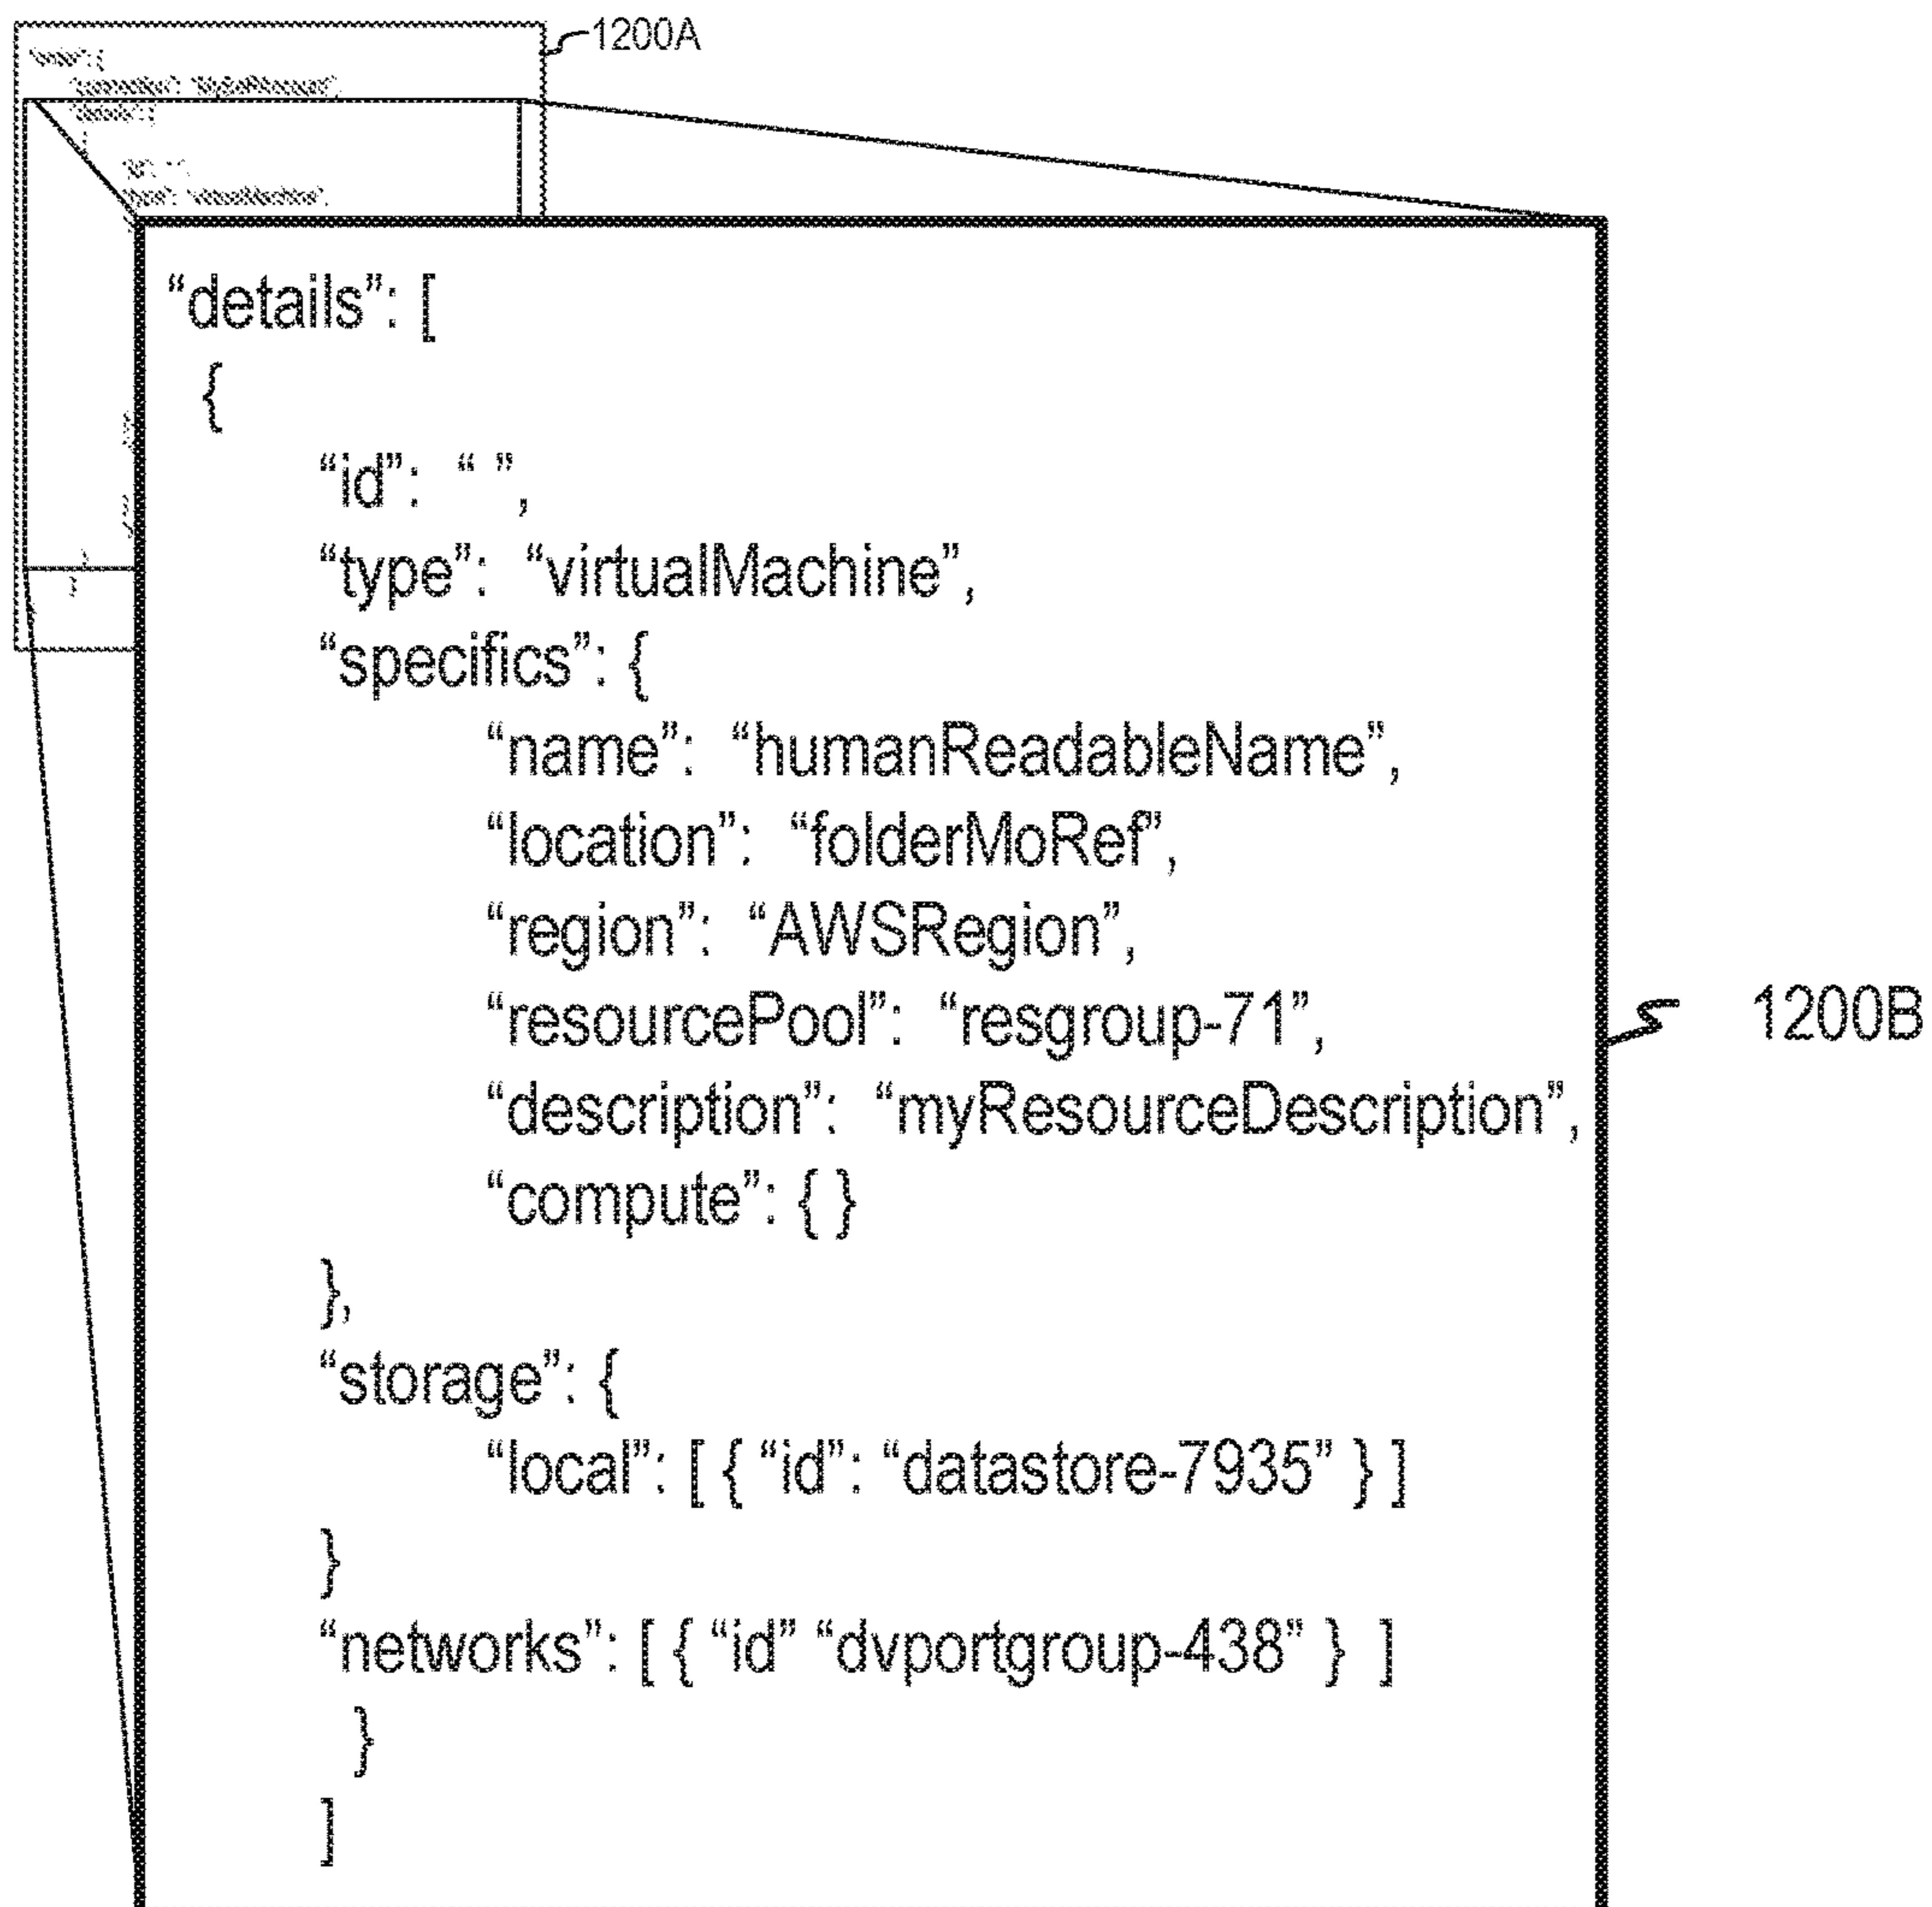 1200A
“details”: [
{
“id”: “ ”,
“type”: “virtualMachine”,
“specifics”: {
“name”: “humanReadableName”,
“location”: “folderMoRef”,
“region”: “AWSRegion”,
“resourcePool”: “resgroup-71”,
“description”: “myResourceDescription”,
“compute”: { }
},
“storage”: {
“local”: [ { “id”: “datastore-7935” } ]
}
“networks”: [ { “id” “dvportgroup-438” } ]
}
]
1200B